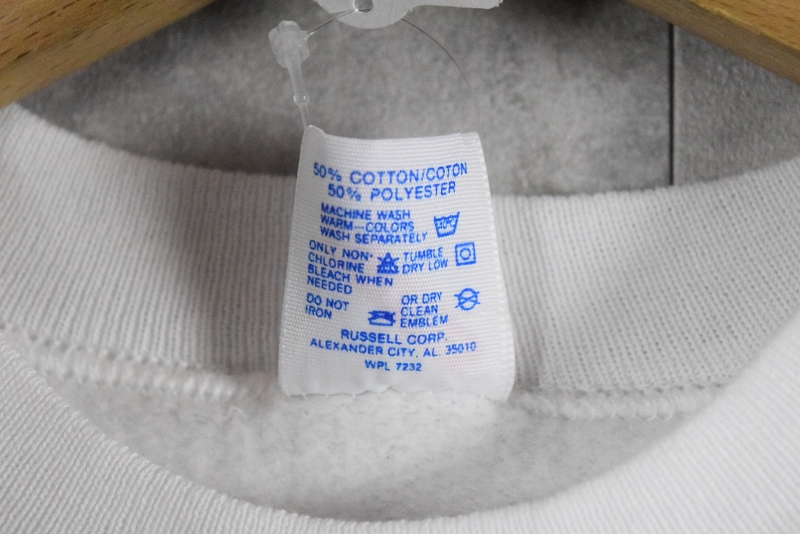 50% COTTON/COTON
50% POLYESTER
MACHINE WASH
WARM-COLORS
WASH SEPARATELY
ONLY NON-
CHLORINE
BLEACH WHEN
NEEDED
TUMBLE
DRY LOW
DO NOT
IRON
OR DRY
CLEAN
EMBLEM
RUSSELL CORP.
ALEXANDER CITY, AL. 35010
WPL 7232